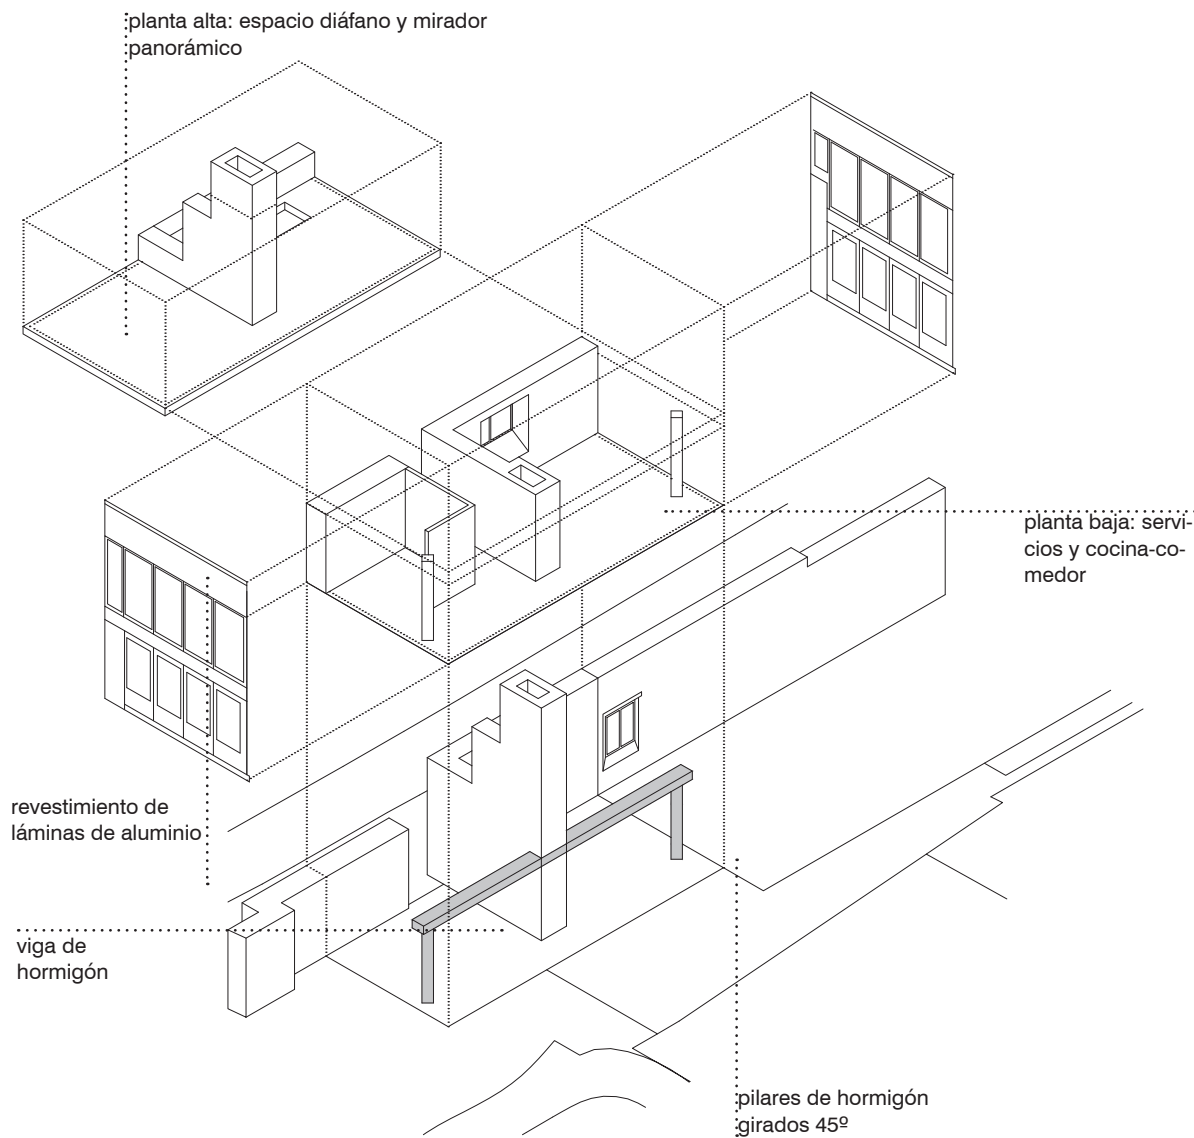 planta alta: espacio diáfano y mirador
panorámico
planta baja: servi-
cios y cocina-co-
medor
revestimiento de
láminas de aluminio
viga de
hormigón
pilares de hormigón
girados 45º